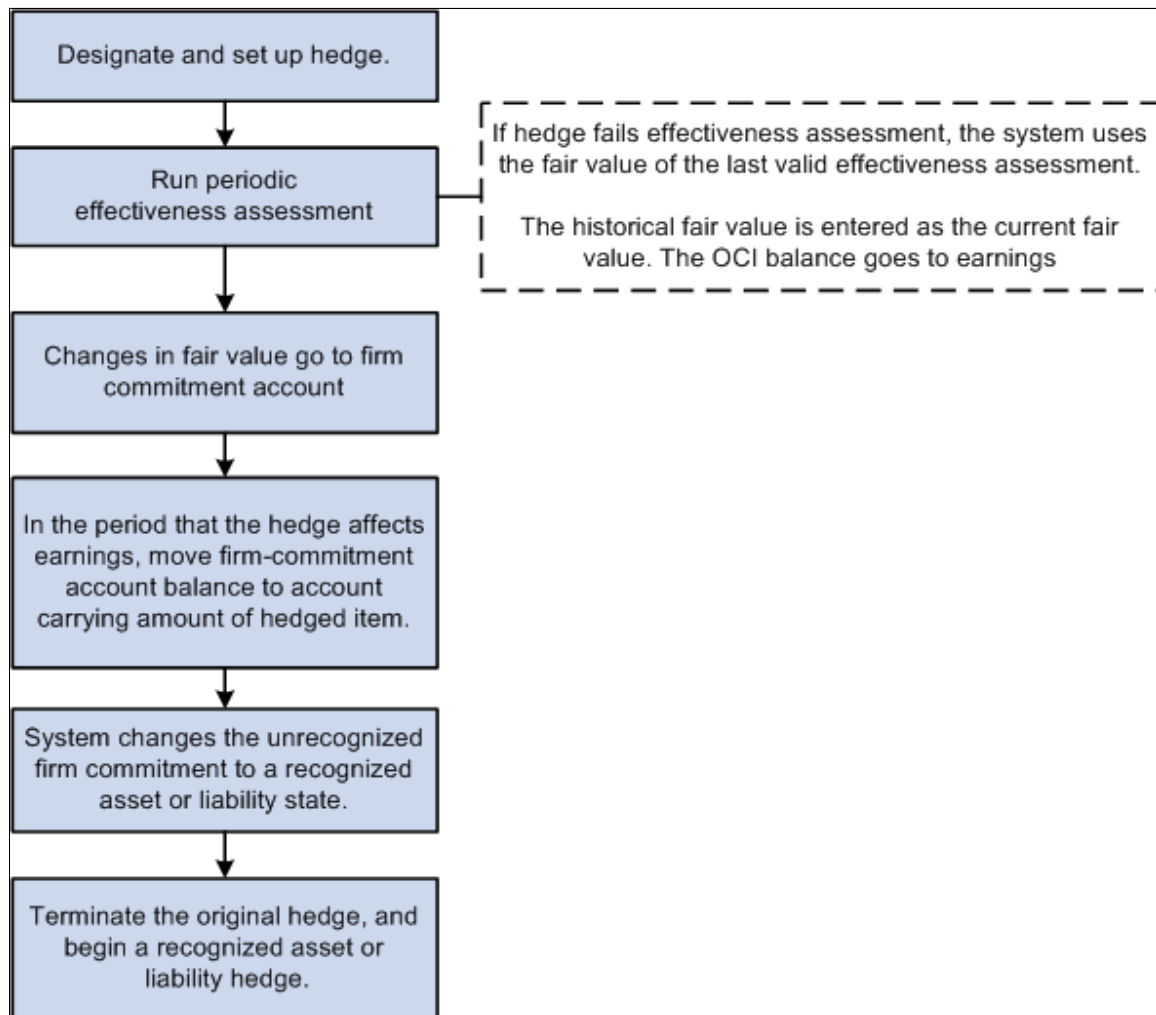 Designate and set up hedge.
Run periodic
effectiveness assessment
If hedge fails effectiveness assessment, the system uses
the fair value of the last valid effectiveness assessment.
The historical fair value is entered as the current fair
value. The OCI balance goes to earnings
Changes in fair value go to firm
commitment account
In the period that the hedge affects
earnings, move firm-commitment
account balance to account
carrying amount of hedged item.
System changes the unrecognized
firm commitment to a recognized
asset or liability state.
Terminate the original hedge, and
begin a recognized asset or
liability hedge.